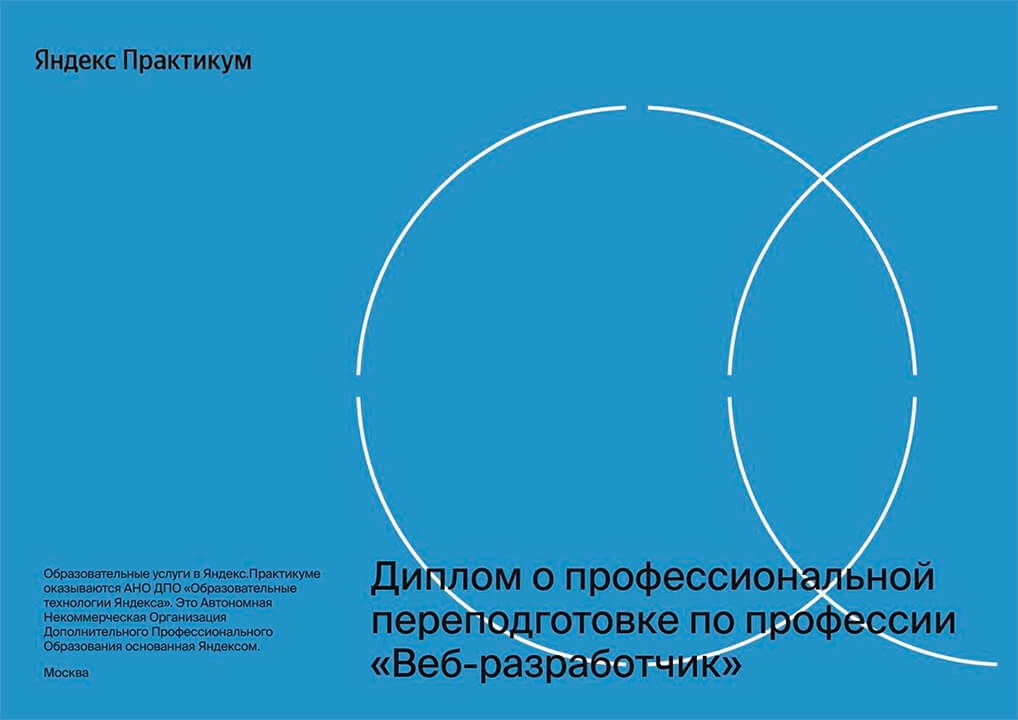 Яндекс Практикум
Образовательные услуги в Яндекс.Практикуме
оказываются АНО ДПО «Образовательные
технологии Яндекса». Это Автономная
Некоммерческая Организация
Дополнительного Профессионального
Образования основанная Яндексом.
Москва
Диплом о профессиональной
переподготовке по профессии
«Веб-разработчик»